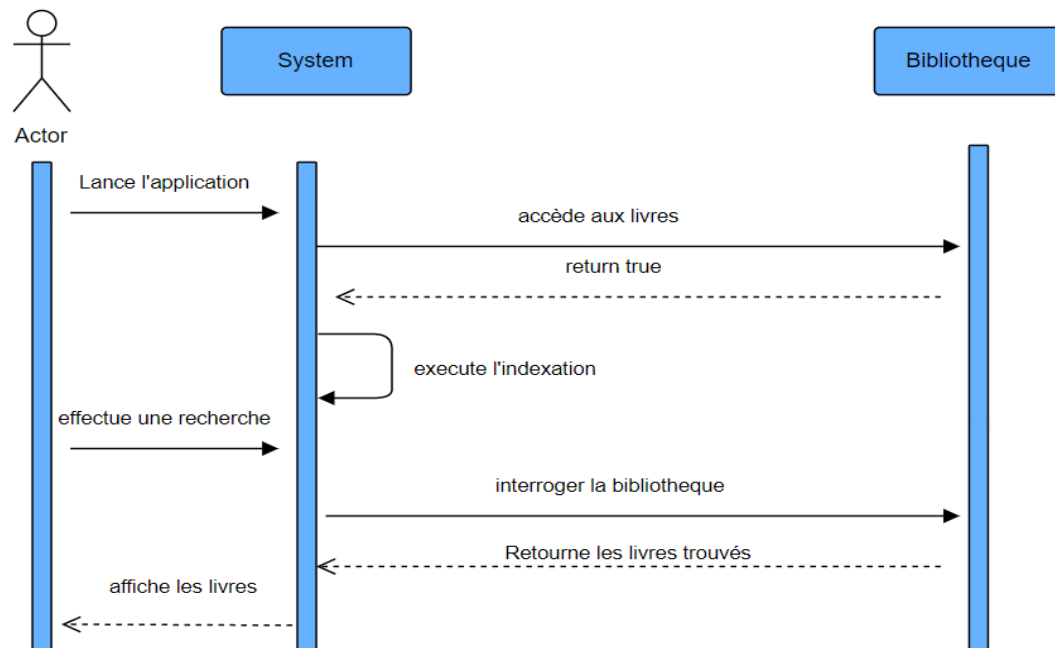 System
Bibliotheque
Actor
Lance l'application
accède aux livres
return true
execute l'indexation
effectue une recherche
interroger la bibliotheque
Retourne les livres trouvés
affiche les livres